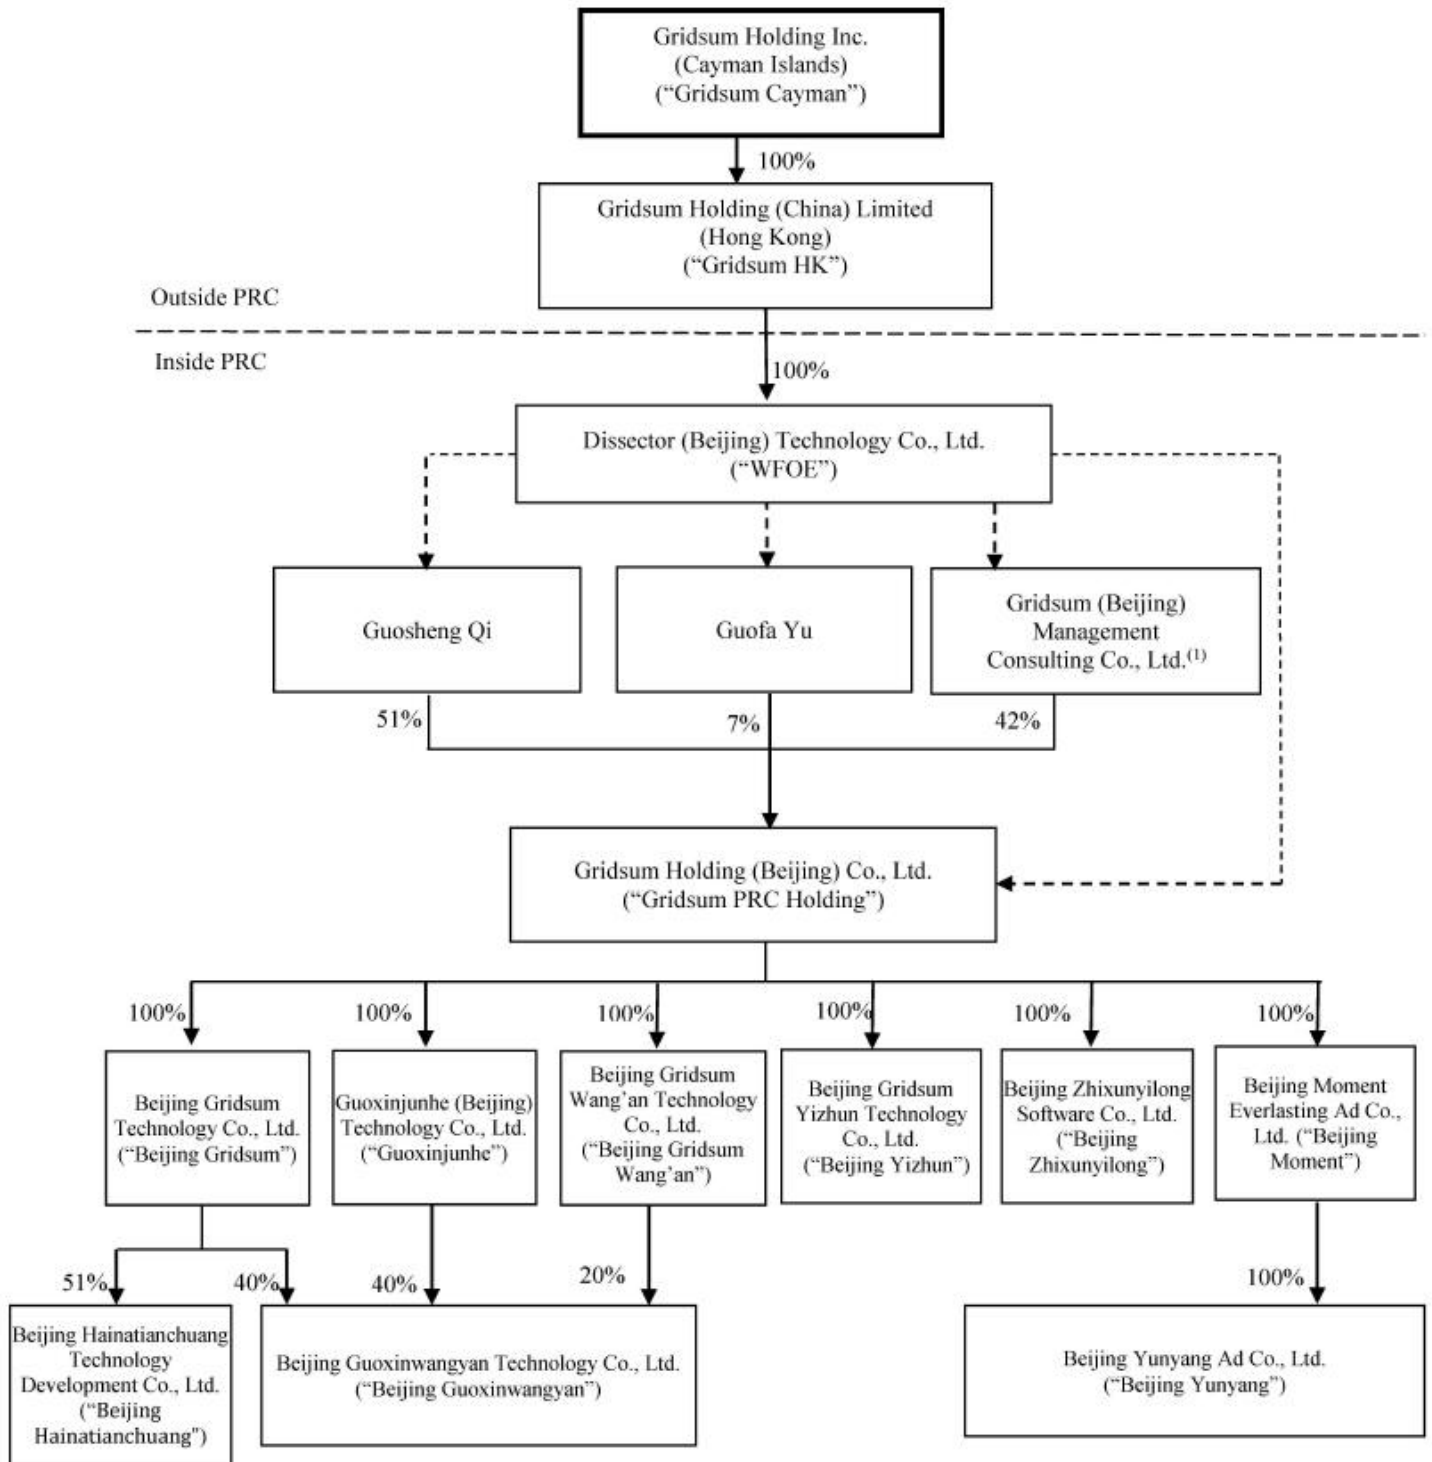 Gridsum Holding Inc.
(Cayman Islands)
(“Gridsum Cayman”)
100%
Gridsum Holding (China) Limited
(Hong Kong)
(“Gridsum HK”)
Outside PRC
Inside PRC
100%
Dissector (Beijing) Technology Co., Ltd.
(“WFOE”)
Guosheng Qi
Guofa Yu
Gridsum (Beijing)
Management
Consulting Co., Ltd.(1)
51%
7%
42%
Gridsum Holding (Beijing) Co., Ltd.
(“Gridsum PRC Holding”)
100%
100%
100%
100%
100%
100%
Beijing Gridsum
Technology Co., Ltd.
(“Beijing Gridsum”)
Guoxinjunhe (Beijing)
Technology Co., Ltd.
(“Guoxinjunhe”)
Beijing Gridsum
Wang’an Technology
Co., Ltd.
(“Beijing Gridsum
Wang’an”)
Beijing Gridsum
Yizhun Technology
Co., Ltd.
(“Beijing Yizhun”)
Beijing Zhixunyilong
Software Co., Ltd.
(“Beijing
Zhixunyilong”)
Beijing Moment
Everlasting Ad Co.,
Ltd. (“Beijing
Moment”)
51%
40%
40%
20%
100%
Beijing Hainatianchuang
Technology
Development Co., Ltd.
(“Beijing
Hainatianchuang")
Beijing Guoxinwangyan Technology Co., Ltd.
(“Beijing Guoxinwangyan”)
Beijing Yunyang Ad Co., Ltd.
(“Beijing Yunyang”)